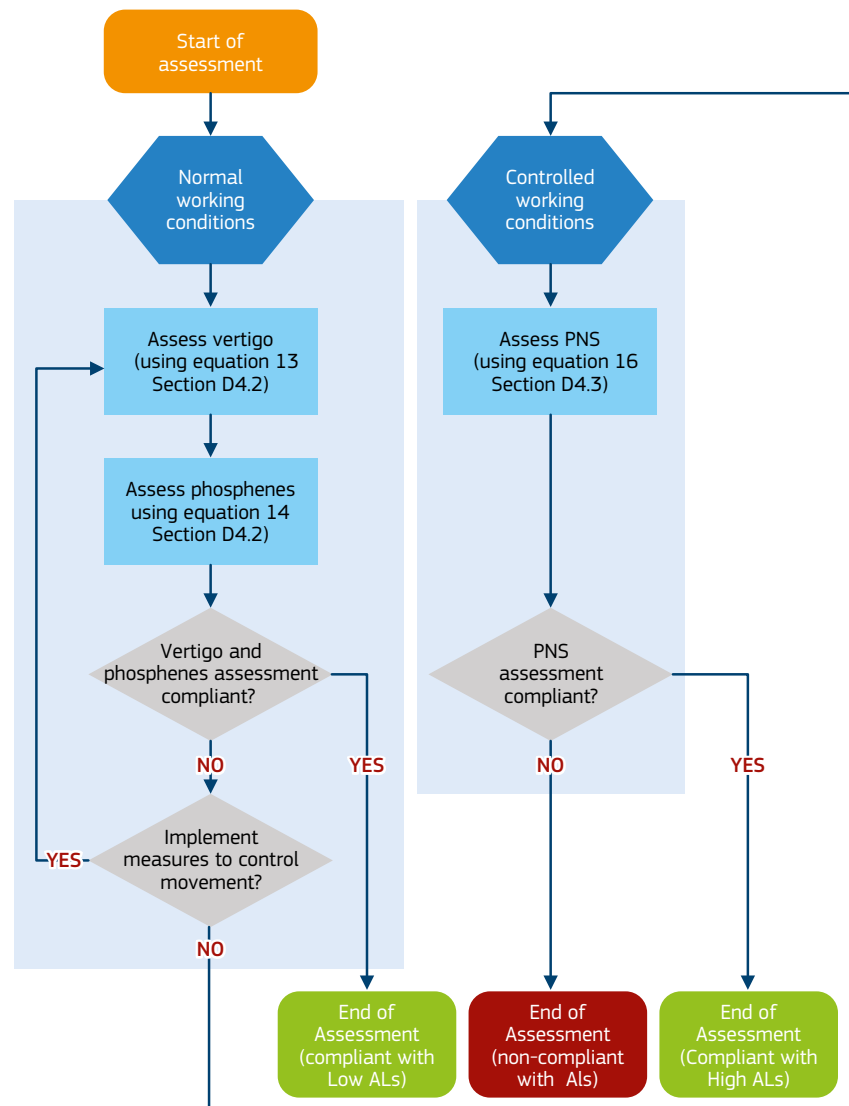 Start of
assessment
Normal
working
conditions
Assess vertigo
(using equation 13
Section D4.2)
Assess phosphenes
using equation 14
Section D4.2)
Vertigo and
phosphenes assessment
compliant?
NO
YES
Implement
measures to control
movement?
YES
NO
End of
Assessment
(compliant with
Low ALs)
Controlled
working
conditions
Assess PNS
(using equation 16
Section D4.3)
PNS
assessment
compliant?
NO
YES
End of
Assessment
(non-compliant
with Als)
End of
Assessment
(Compliant with
High ALs)